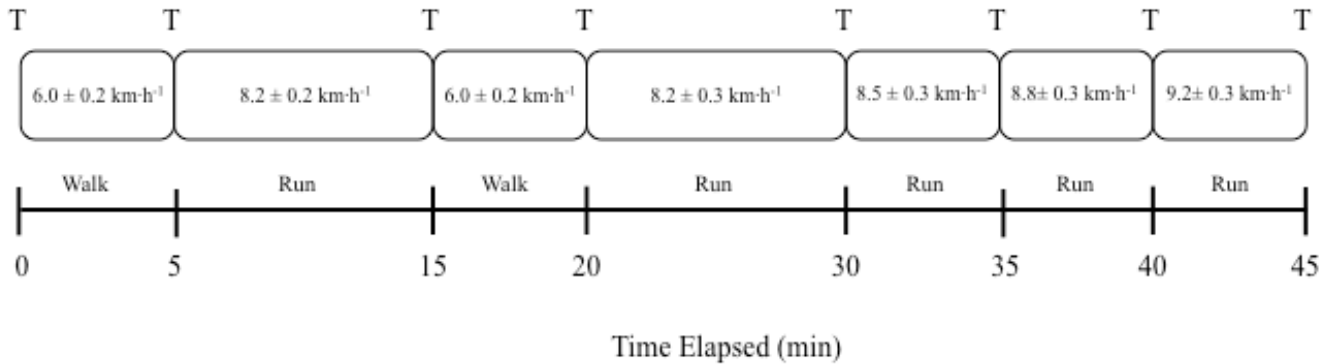 T T T T T T T T
6.0 ± 0.2 km·h⁻¹ 8.2 ± 0.2 km·h⁻¹ 6.0 ± 0.2 km·h⁻¹ 8.2 ± 0.3 km·h⁻¹ 8.5 ± 0.3 km·h⁻¹ 8.8± 0.3 km·h⁻¹ 9.2± 0.3 km·h⁻¹
Walk Run Walk Run Run Run Run
0 5 15 20 30 35 40 45
Time Elapsed (min)